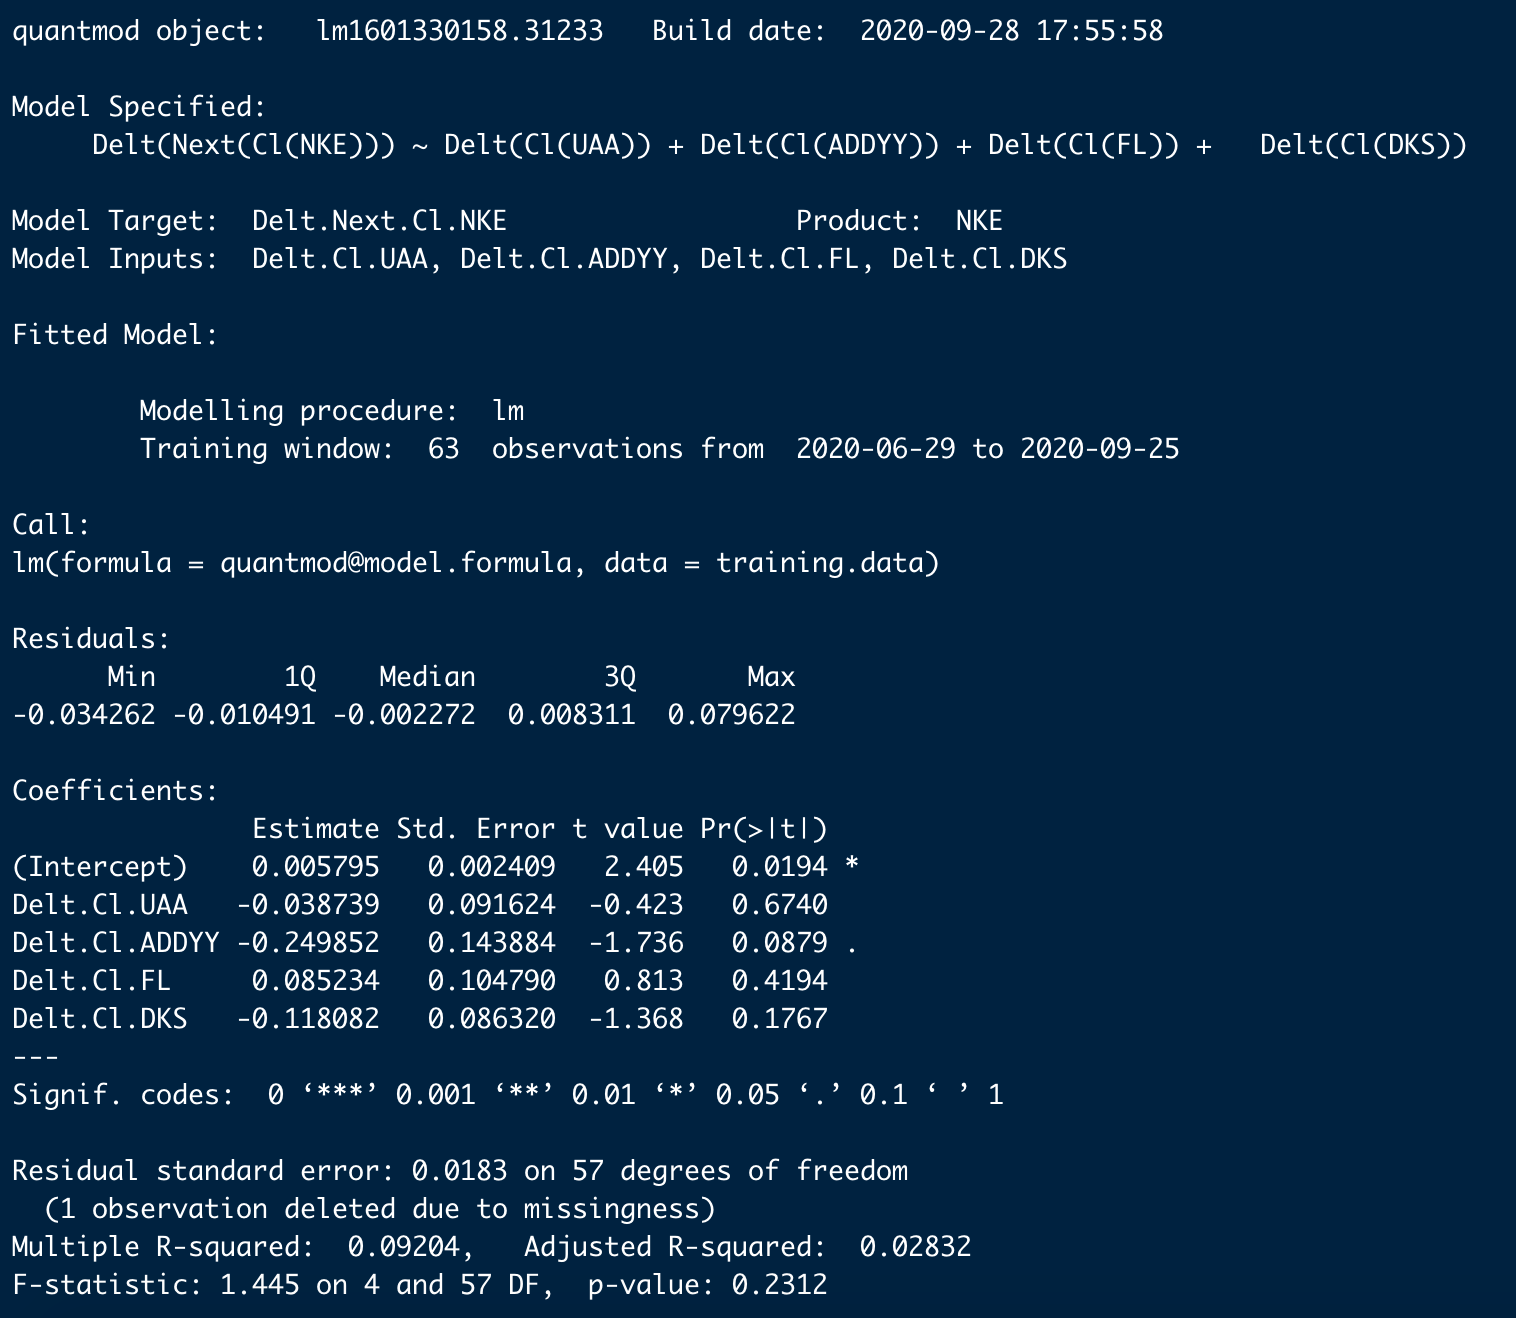 quantmod object:   lm1601330158.31233   Build date:  2020-09-28 17:55:58
Model Specified:
     Delt(Next(Cl(NKE))) ~ Delt(Cl(UAA)) + Delt(Cl(ADDYY)) + Delt(Cl(FL)) +   Delt(Cl(DKS))
Model Target:  Delt.Next.Cl.NKE                  Product:  NKE
Model Inputs:  Delt.Cl.UAA, Delt.Cl.ADDYY, Delt.Cl.FL, Delt.Cl.DKS
Fitted Model:
        Modelling procedure:  lm
        Training window:  63  observations from  2020-06-29 to 2020-09-25
Call:
lm(formula = quantmod@model.formula, data = training.data)
Residuals:
      Min        1Q    Median        3Q       Max
-0.034262 -0.010491 -0.002272  0.008311  0.079622
Coefficients:
               Estimate Std. Error t value Pr(>|t|)
(Intercept)    0.005795   0.002409   2.405   0.0194 *
Delt.Cl.UAA   -0.038739   0.091624  -0.423   0.6740
Delt.Cl.ADDYY -0.249852   0.143884  -1.736   0.0879 .
Delt.Cl.FL     0.085234   0.104790   0.813   0.4194
Delt.Cl.DKS   -0.118082   0.086320  -1.368   0.1767
---
Signif. codes:  0 ‘***’ 0.001 ‘**’ 0.01 ‘*’ 0.05 ‘.’ 0.1 ‘ ’ 1
Residual standard error: 0.0183 on 57 degrees of freedom
  (1 observation deleted due to missingness)
Multiple R-squared:  0.09204,   Adjusted R-squared:  0.02832
F-statistic: 1.445 on 4 and 57 DF,  p-value: 0.2312